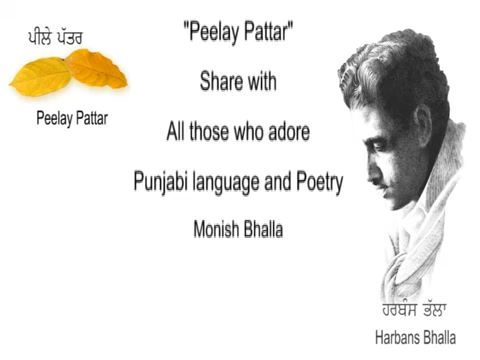 ਪੀਲੇ ਪੱਤਰ
Peelay Pattar
"Peelay Pattar"
Share with
All those who adore
Punjabi language and Poetry
Monish Bhalla
ਹਰਬੰਸ ਭੱਲਾ
Harbans Bhalla